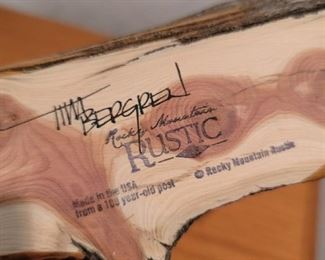 BERGREN
Rocky Mountain
RUSTIC
Made in the USA
from a 100 year-old post
© Rocky Mountain Rustic